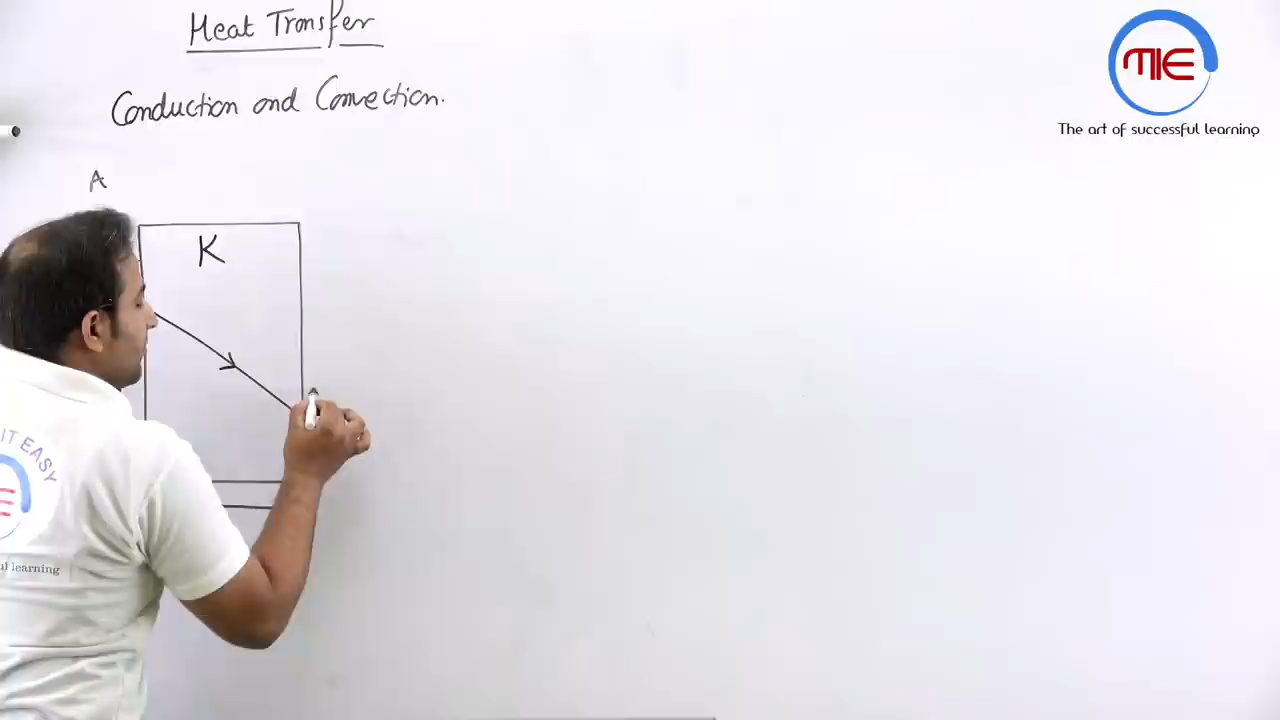 Heat Transfer
Conduction and Convection.
MIE
The art of successful learning
A
K
IT EASY
learning